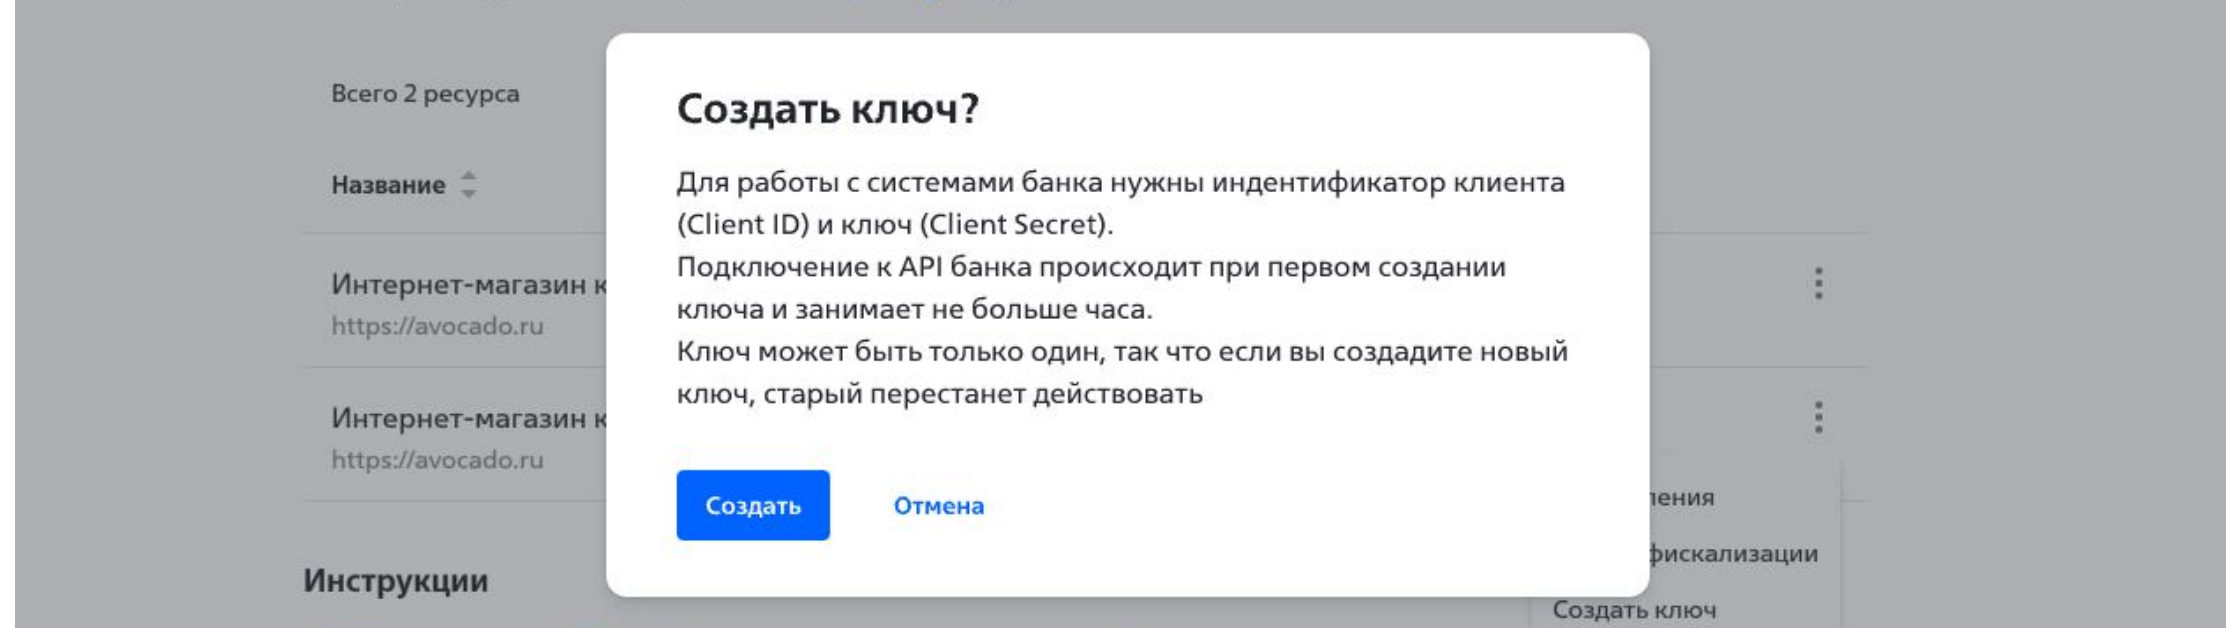 Всего 2 ресурса
Название
Интернет-магазин
https://avocado.ru
Интернет-магазин
https://avocado.ru
Инструкции
Создать ключ?
Для работы с системами банка нужны индентификатор клиента
(Client ID) и ключ (Client Secret).
Подключение к API банка происходит при первом создании
ключа и занимает не больше часа.
Ключ может быть только один, так что если вы создадите новый
ключ, старый перестанет действовать
Создать
Отмена
фискализации
Создать ключ